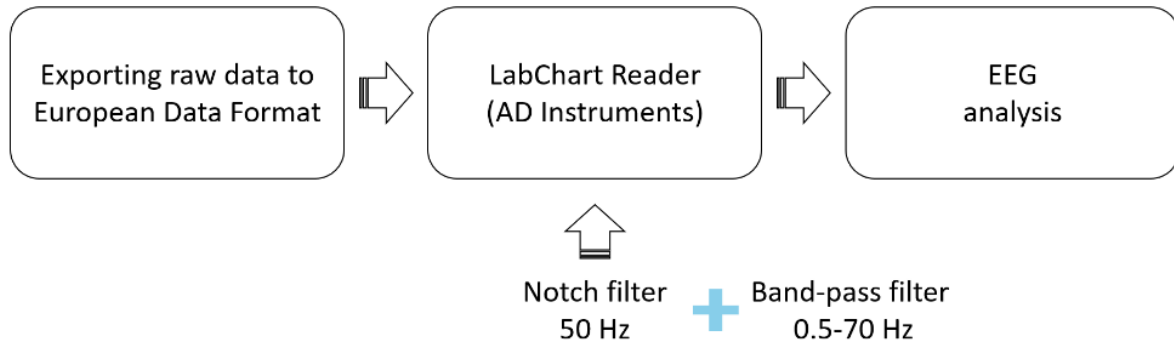 Exporting raw data to
European Data Format
LabChart Reader
(AD Instruments)
EEG
analysis
Notch filter
50 Hz
Band-pass filter
0.5-70 Hz